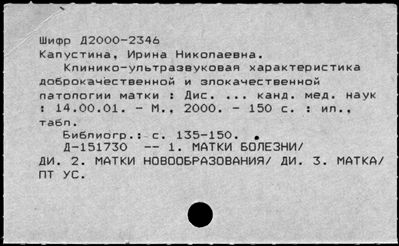 Шифр Д2000-2346
Капустина, Ирина Николаевна.
Клинико-ультразвуковая характеристика
доброкачественной и злокачественной
патологии матки : Дис. ... канд. мед. наук
: 14.00.01. - М., 2000. - 150 с. : ил.,
табл.
Библиогр.: с. 135-150.
Д-151730 -- 1. МАТКИ БОЛЕЗНИ/
ДИ. 2. МАТКИ НОВООБРАЗОВАНИЯ/ ДИ. 3. МАТКА/
ПТ УС.